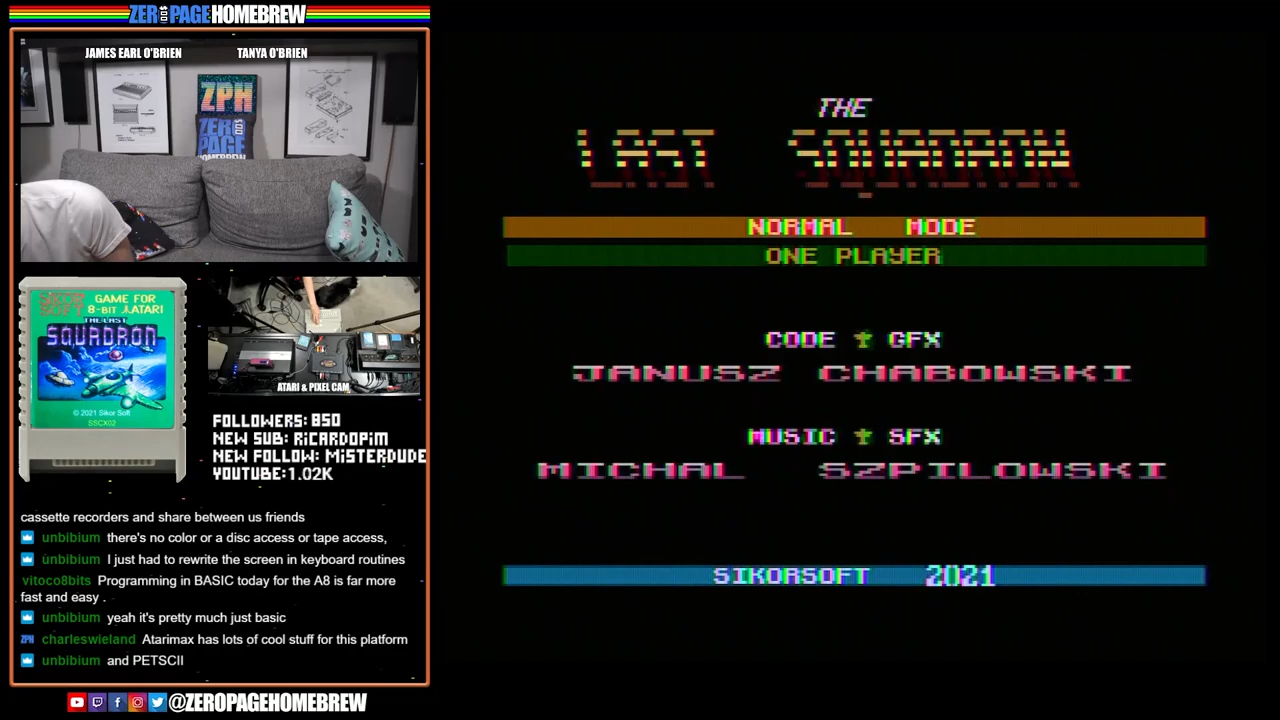 ZEROPAGEHOMEBREW
JAMES EARL O'BRIEN
TANYA O'BRIEN
ZPH
ZERO
PAGE
HOMEBREW
SIKOR
SOFT
GAME FOR
8-BIT ATARI
THE LAST
SQUADRON
© 2021 Sikor Soft
SSCX02
ATARI & PIXEL CAM
FOLLOWERS: 850
NEW SUB: RiCARDOPiM
NEW FOLLOW: MiSTERDUDE
YOUTUBE:1.02K
cassette recorders and share between us friends
unbibium there's no color or a disc access or tape access,
unbibium I just had to rewrite the screen in keyboard routines
vitoco8bits Programming in BASIC today for the A8 is far more
fast and easy .
unbibium yeah it's pretty much just basic
ZPH charleswieland Atarimax has lots of cool stuff for this platform
unbibium and PETSCII
@ZEROPAGEHOMEBREW
THE
LAST SQUADRON
NORMAL MODE
ONE PLAYER
CODE + GFX
JANUSZ CHABOWSKI
MUSIC + SFX
MICHAL SZPILOWSKI
SIKORSOFT 2021